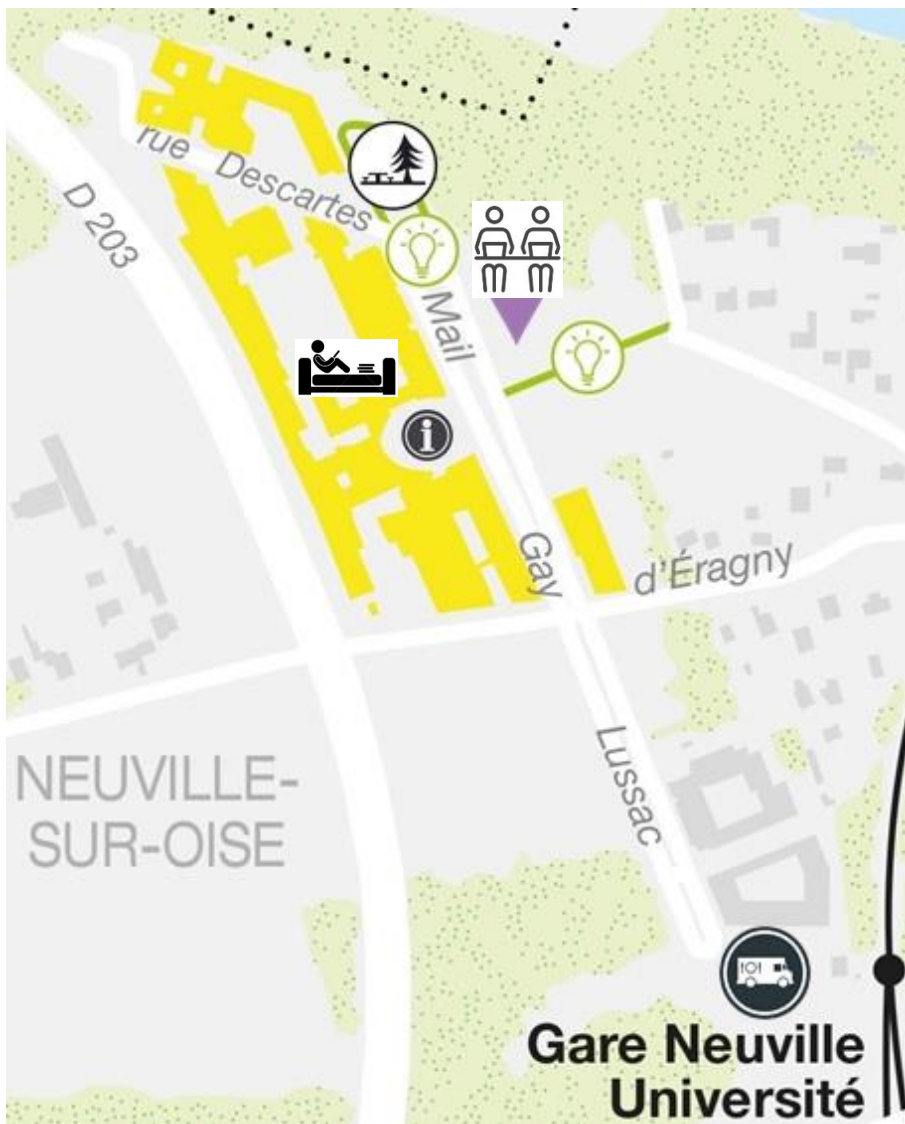 rue Descartes
D 203
Mail
Gay
d'Éragny
Lussac
NEUVILLE-
SUR-OISE
Gare Neuville
Université